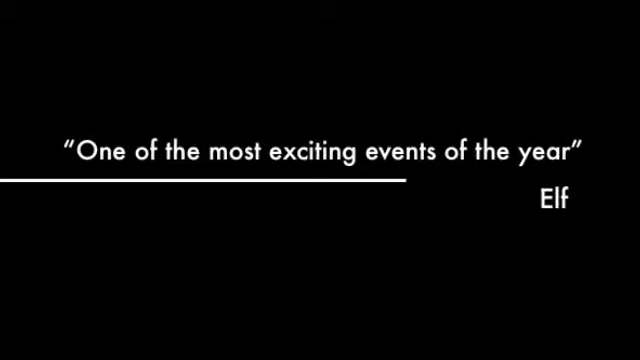 “One of the most exciting events of the year”
Elf